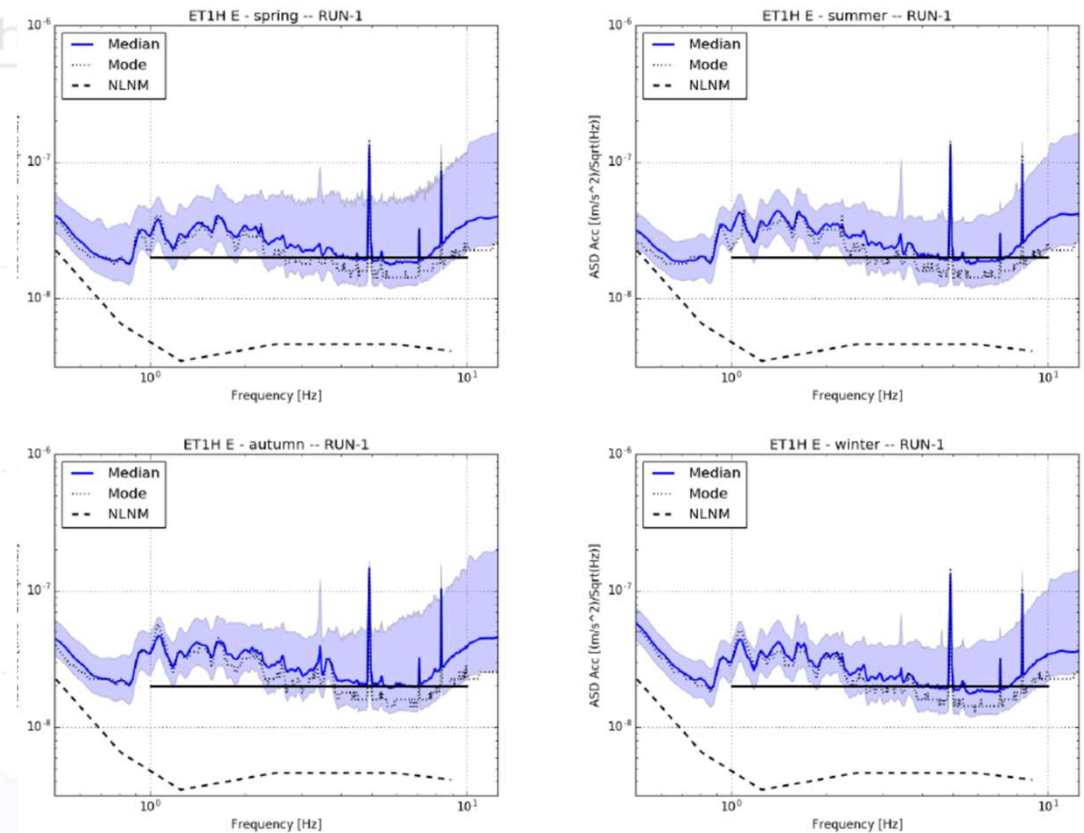 ET1H E - spring -- RUN-1
Median
Mode
NLNM
10^-6
10^-7
10^-8
10^0
10^1
Frequency [Hz]
ET1H E - summer -- RUN-1
Median
Mode
NLNM
10^-6
10^-7
10^-8
ASD Acc [(m/s^2)/Sqrt(Hz)]
10^0
10^1
Frequency [Hz]
ET1H E - autumn -- RUN-1
Median
Mode
NLNM
10^-6
10^-7
10^-8
10^0
10^1
Frequency [Hz]
ET1H E - winter -- RUN-1
Median
Mode
NLNM
10^-6
10^-7
10^-8
ASD Acc [(m/s^2)/Sqrt(Hz)]
10^0
10^1
Frequency [Hz]